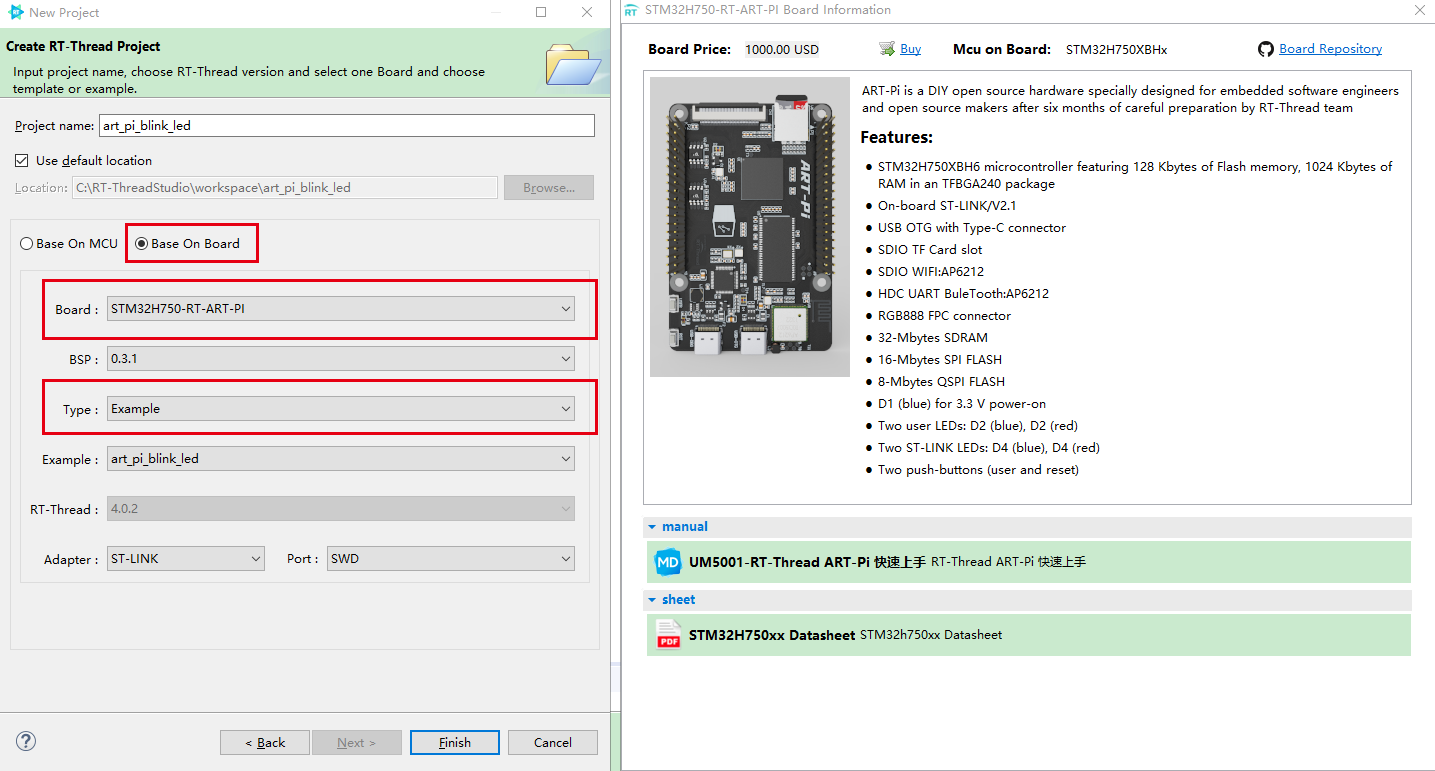 New Project
Create RT-Thread Project
Input project name, choose RT-Thread version and select one Board and choose
template or example.
Project name: art_pi_blink_led
Use default location
Location: C:\RT-ThreadStudio\workspace\art_pi_blink_led Browse...
Base On MCU Base On Board
Board : STM32H750-RT-ART-PI
BSP : 0.3.1
Type : Example
Example : art_pi_blink_led
RT-Thread : 4.0.2
Adapter : ST-LINK Port : SWD
< Back Next > Finish Cancel
STM32H750-RT-ART-PI Board Information
Board Price: 1000.00 USD Buy Mcu on Board: STM32H750XBHx Board Repository
ART-Pi
ART-Pi is a DIY open source hardware specially designed for embedded software engineers
and open source makers after six months of careful preparation by RT-Thread team
Features:
● STM32H750XBH6 microcontroller featuring 128 Kbytes of Flash memory, 1024 Kbytes of
RAM in an TFBGA240 package
● On-board ST-LINK/V2.1
● USB OTG with Type-C connector
● SDIO TF Card slot
● SDIO WIFI:AP6212
● HDC UART BuleTooth:AP6212
● RGB888 FPC connector
● 32-Mbytes SDRAM
● 16-Mbytes SPI FLASH
● 8-Mbytes QSPI FLASH
● D1 (blue) for 3.3 V power-on
● Two user LEDs: D2 (blue), D2 (red)
● Two ST-LINK LEDs: D4 (blue), D4 (red)
● Two push-buttons (user and reset)
manual
MD UM5001-RT-Thread ART-Pi 快速上手 RT-Thread ART-Pi 快速上手
sheet
PDF STM32H750xx Datasheet STM32h750xx Datasheet